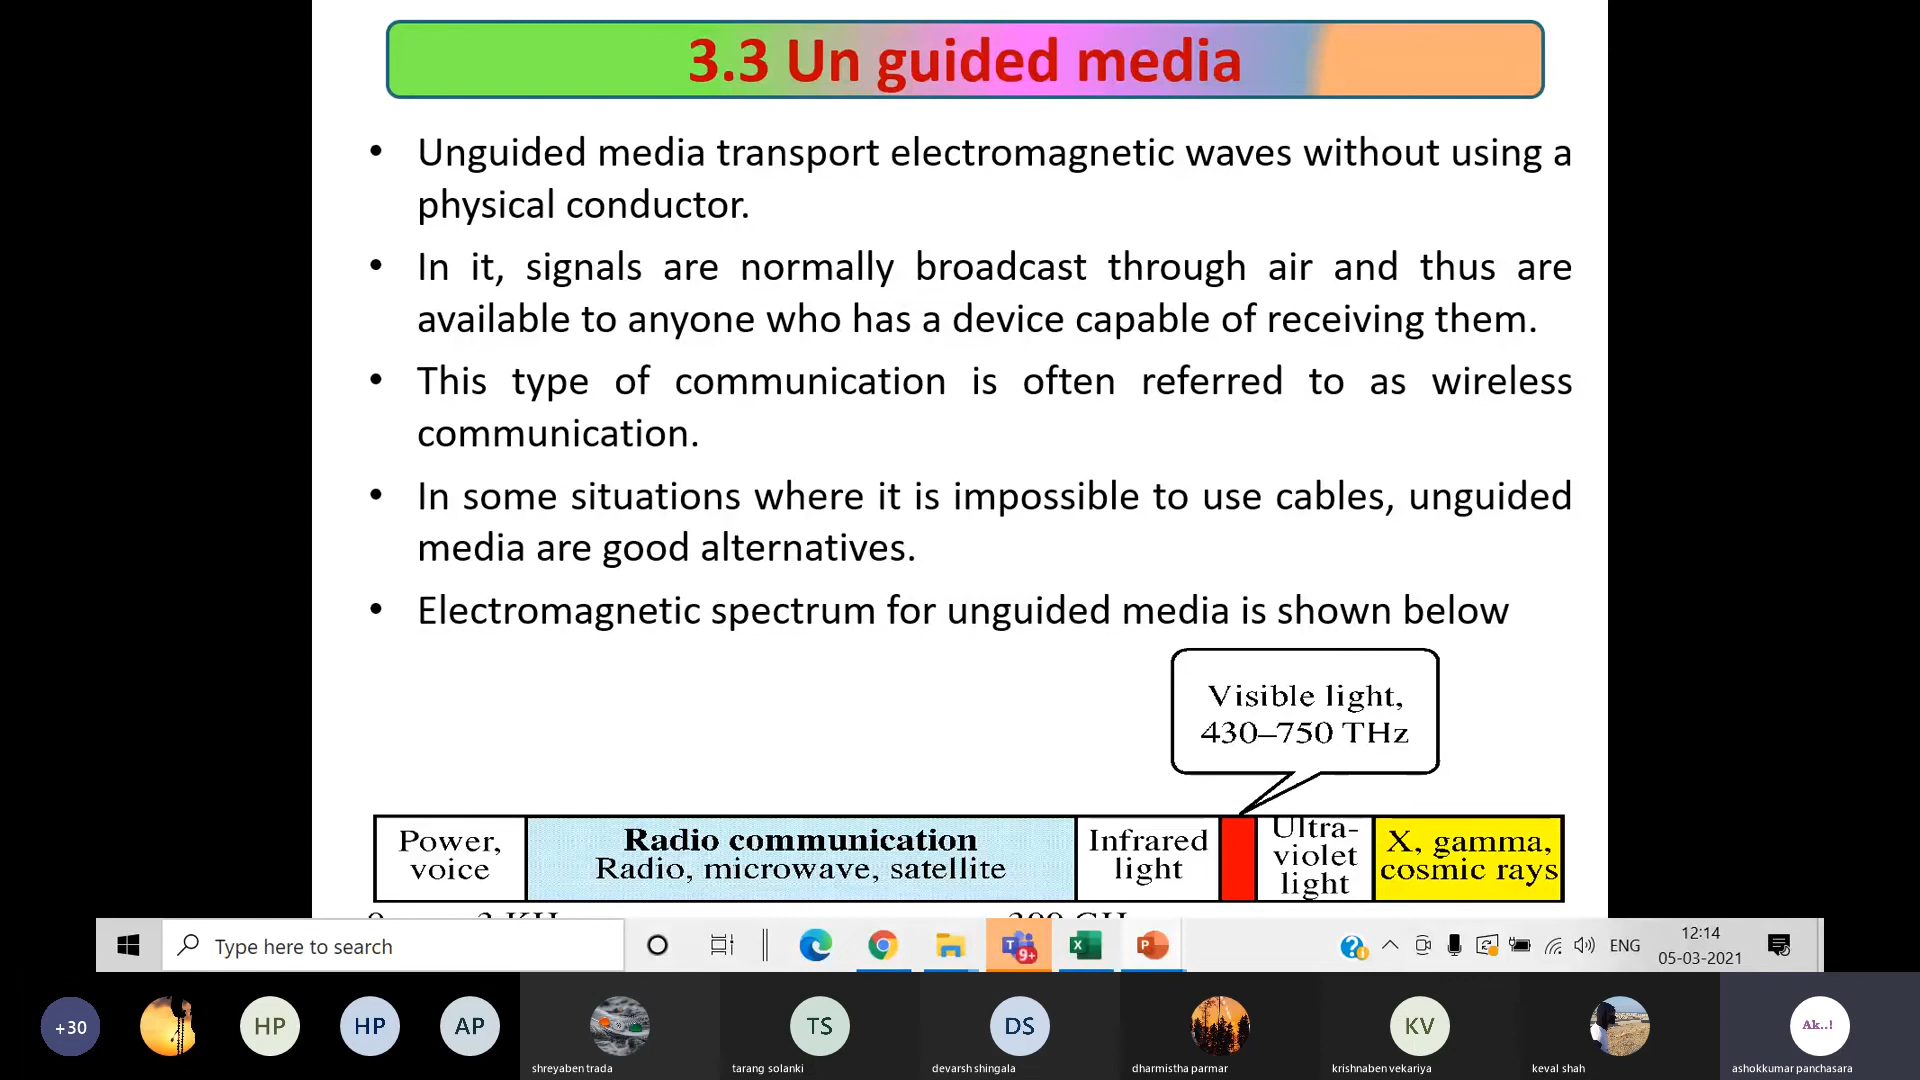 3.3 Un guided media
• Unguided media transport electromagnetic waves without using a
physical conductor.
• In it, signals are normally broadcast through air and thus are
available to anyone who has a device capable of receiving them.
• This type of communication is often referred to as wireless
communication.
• In some situations where it is impossible to use cables, unguided
media are good alternatives.
• Electromagnetic spectrum for unguided media is shown below
Visible light,
430–750 THz
Power,
voice
Radio communication
Radio, microwave, satellite
Infrared
light
Ultra-
violet
light
X, gamma,
cosmic rays
Type here to search
9+
ENG
12:14
05-03-2021
+30
HP
HP
AP
TS
DS
KV
Ak..!
shreyaben trada
tarang solanki
devarsh shingala
dharmistha parmar
krishnaben vekariya
keval shah
ashokkumar panchasara